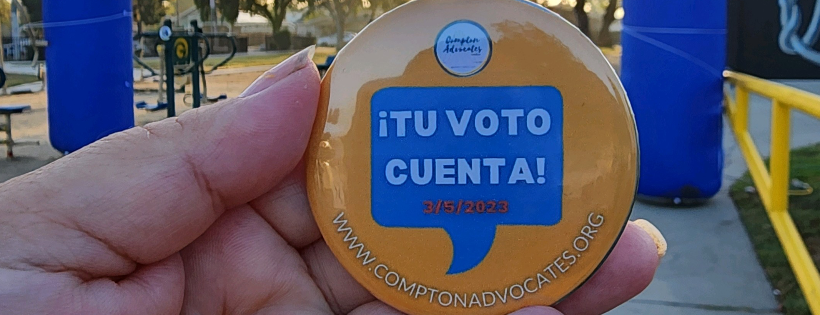 Compton
Advocates
¡TU VOTO
CUENTA!
3/5/2023
WWW.COMPTONADVOCATES.ORG